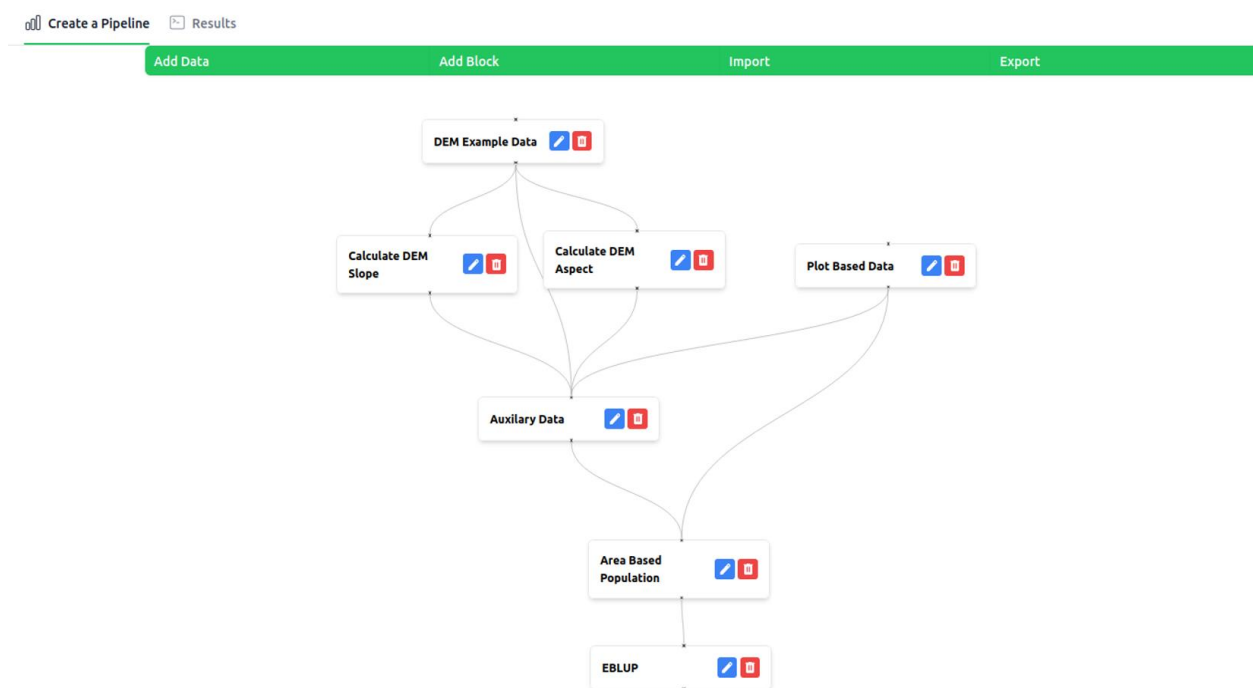 Create a Pipeline Results
Add Data Add Block Import Export
DEM Example Data
Calculate DEM
Slope
Calculate DEM
Aspect
Plot Based Data
Auxilary Data
Area Based
Population
EBLUP